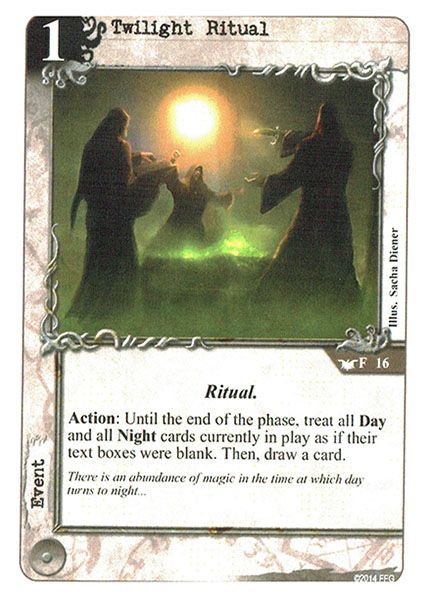 1
Twilight Ritual
Illus. Sacha Diener
F 16
Ritual.
Action: Until the end of the phase, treat all Day
and all Night cards currently in play as if their
text boxes were blank. Then, draw a card.
There is an abundance of magic in the time at which day
turns to night...
Event
©2014 FFG